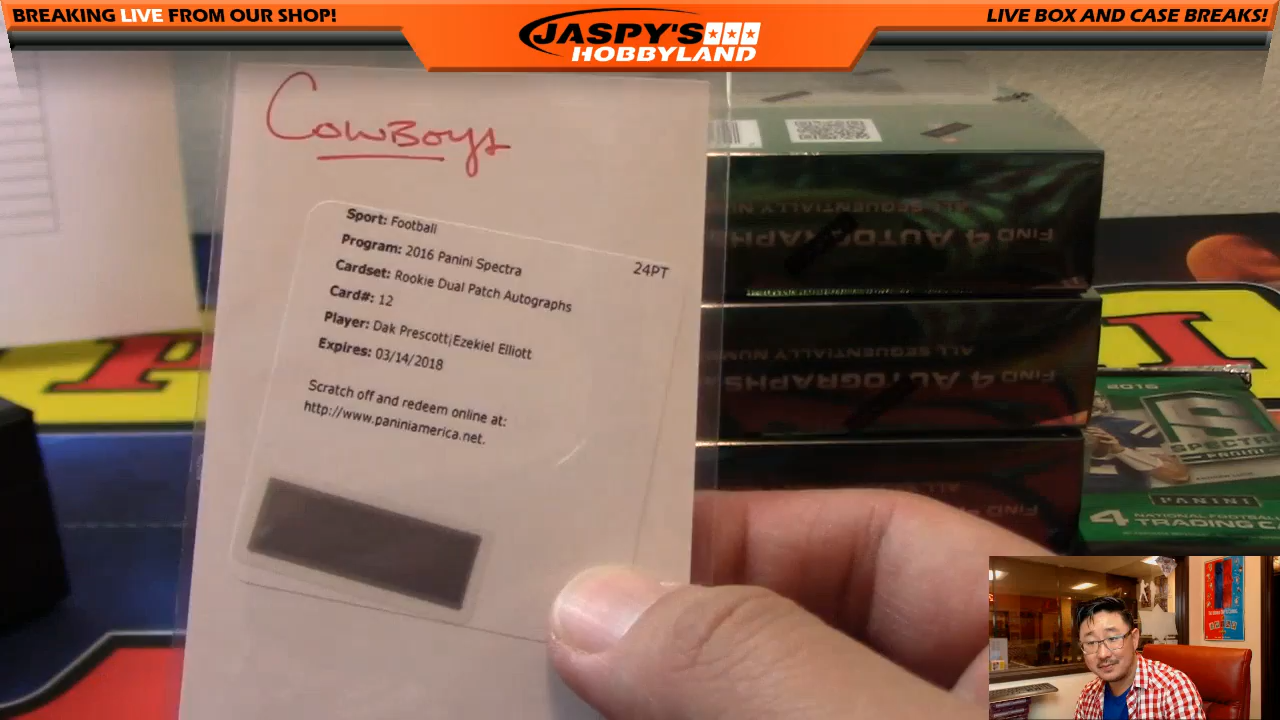 BREAKING LIVE FROM OUR SHOP!
JASPY'S
HOBBYLAND
LIVE BOX AND CASE BREAKS!
CowBoys
Sport: Football
Program: 2016 Panini Spectra
24PT
Cardset: Rookie Dual Patch Autographs
Card#: 12
Player: Dak Prescott|Ezekiel Elliott
Expires: 03/14/2018
Scratch off and redeem online at:
http://www.paniniamerica.net.
ALL SEQUENTIALLY
FIND 4 AUTOGRAPHS
ALL SEQUENTIALLY
FIND 4 AUTOGRAPHS
FIND
2016
SPECTRA
PANINI
PANINI
4
TRADING